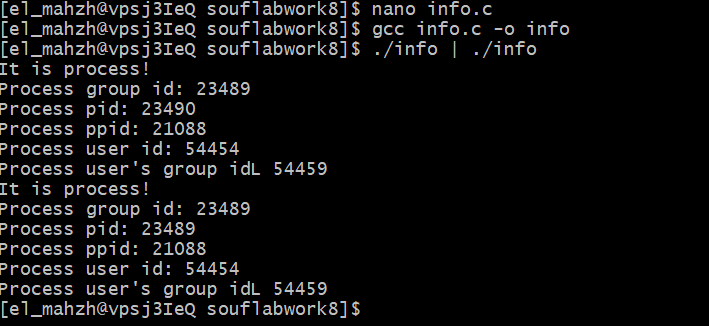 [el_mahzh@vpsj3IeQ souflabwork8]$ nano info.c
[el_mahzh@vpsj3IeQ souflabwork8]$ gcc info.c -o info
[el_mahzh@vpsj3IeQ souflabwork8]$ ./info | ./info
It is process!
Process group id: 23489
Process pid: 23490
Process ppid: 21088
Process user id: 54454
Process user's group idL 54459
It is process!
Process group id: 23489
Process pid: 23489
Process ppid: 21088
Process user id: 54454
Process user's group idL 54459
[el_mahzh@vpsj3IeQ souflabwork8]$